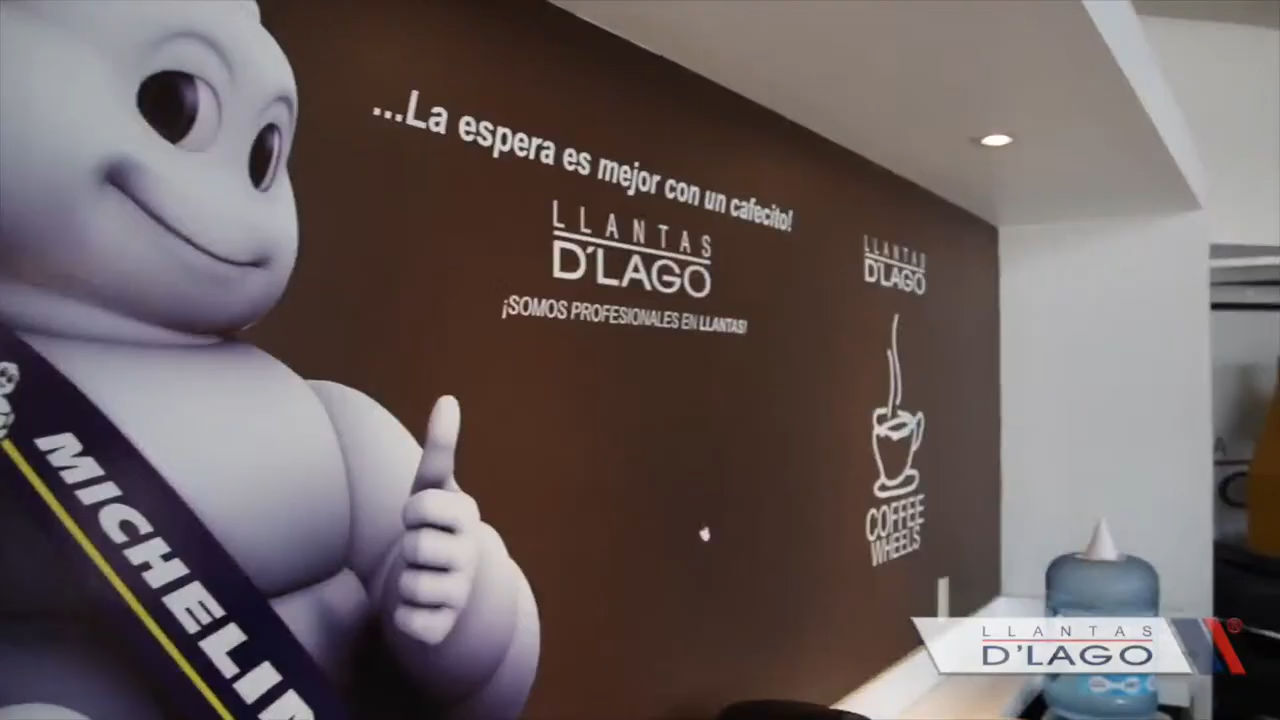 ...La espera es mejor con un cafecito!
LLANTAS
D'LAGO
¡SOMOS PROFESIONALES EN LLANTAS!
LLANTAS
D'LAGO
COFFEE
WHEELS
MICHELIN
LLANTAS
D'LAGO
®